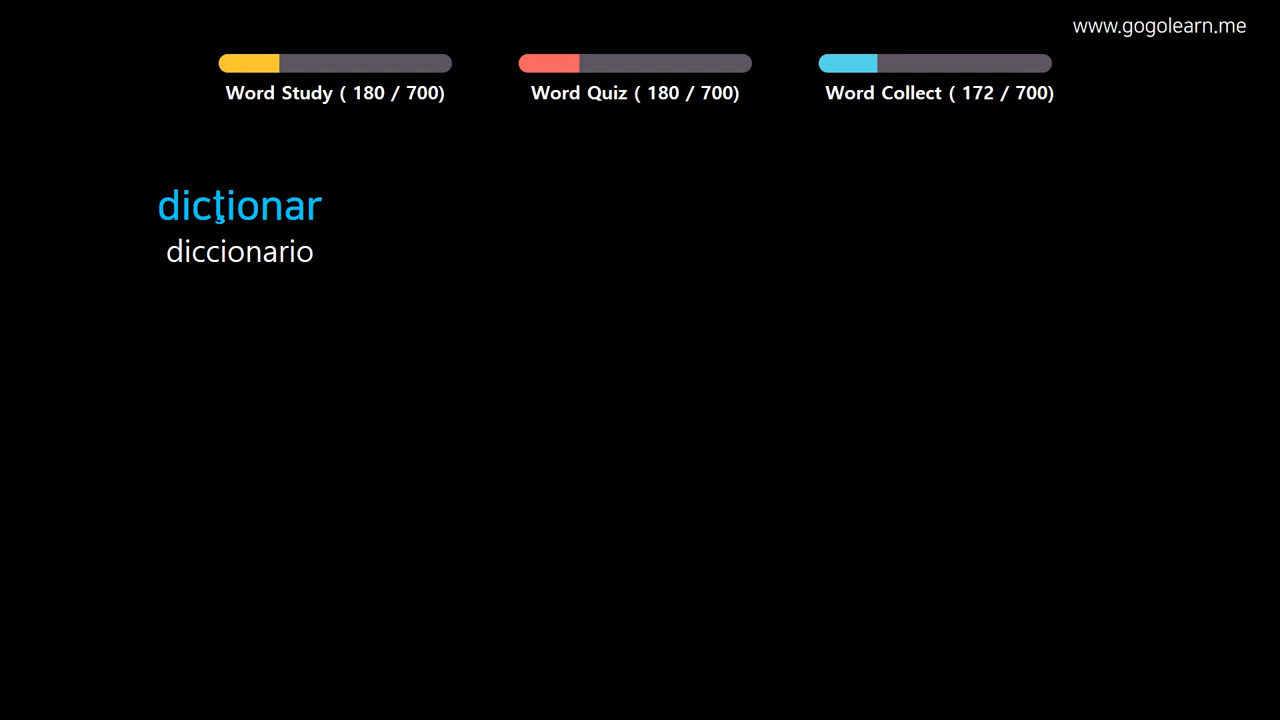 www.gogolearn.me
Word Study ( 180 / 700)
Word Quiz ( 180 / 700)
Word Collect ( 172 / 700)
dicţionar
diccionario